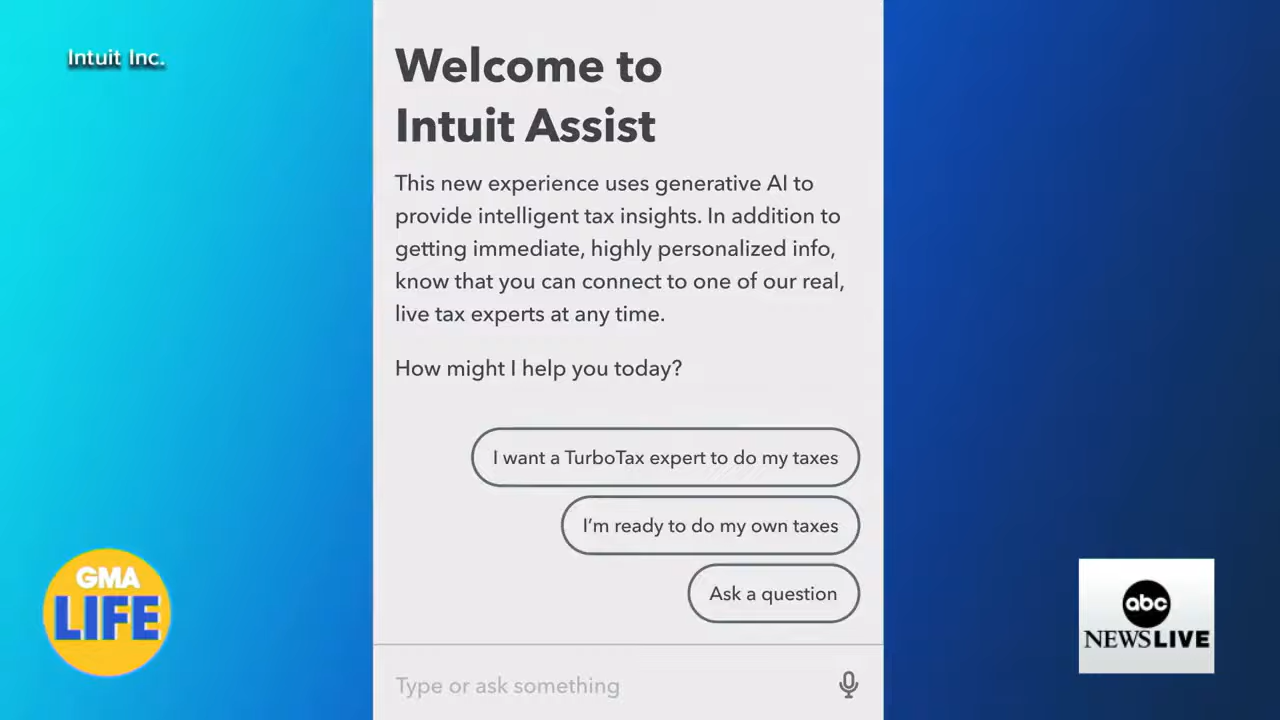 Intuit Inc.
Welcome to
Intuit Assist
This new experience uses generative AI to
provide intelligent tax insights. In addition to
getting immediate, highly personalized info,
know that you can connect to one of our real,
live tax experts at any time.
How might I help you today?
I want a TurboTax expert to do my taxes
I’m ready to do my own taxes
Ask a question
Type or ask something
GMA
LIFE
abc
NEWS LIVE